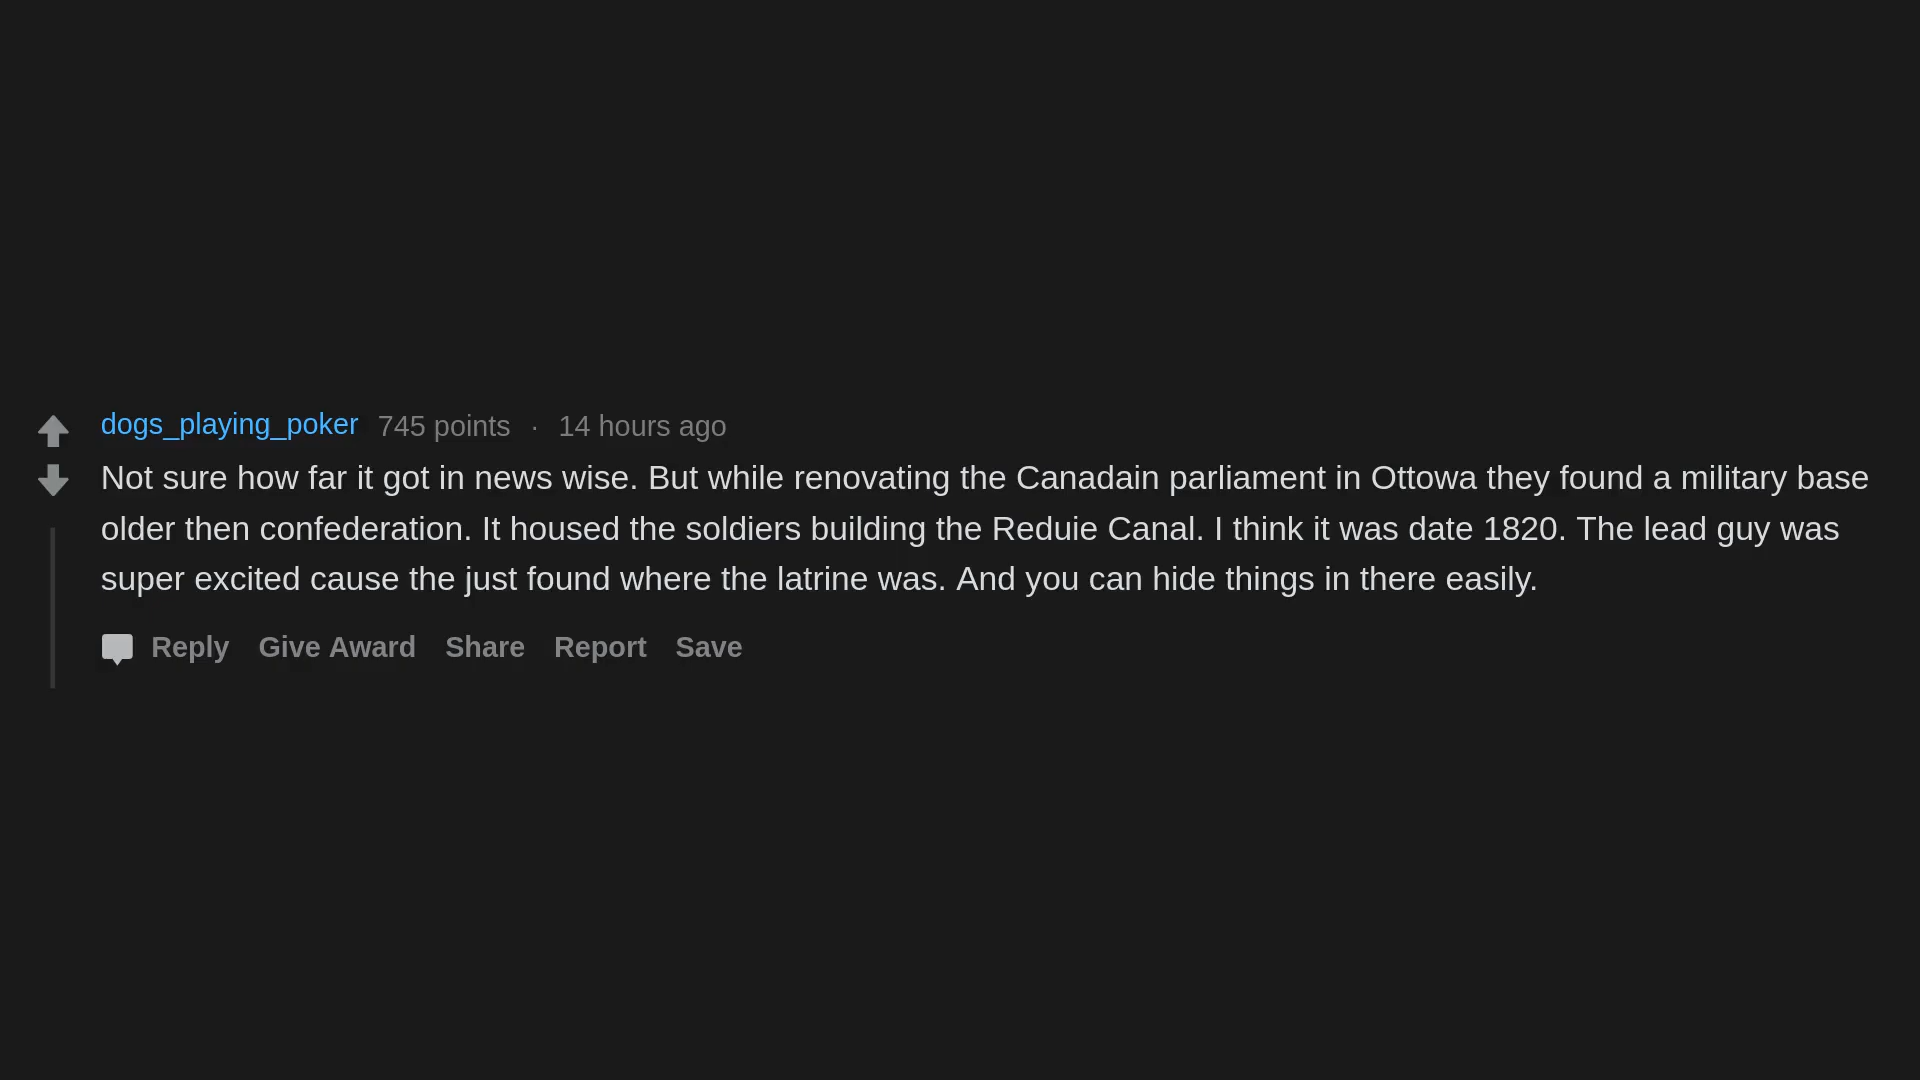 dogs_playing_poker 745 points · 14 hours ago
Not sure how far it got in news wise. But while renovating the Canadain parliament in Ottowa they found a military base
older then confederation. It housed the soldiers building the Reduie Canal. I think it was date 1820. The lead guy was
super excited cause the just found where the latrine was. And you can hide things in there easily.
Reply Give Award Share Report Save